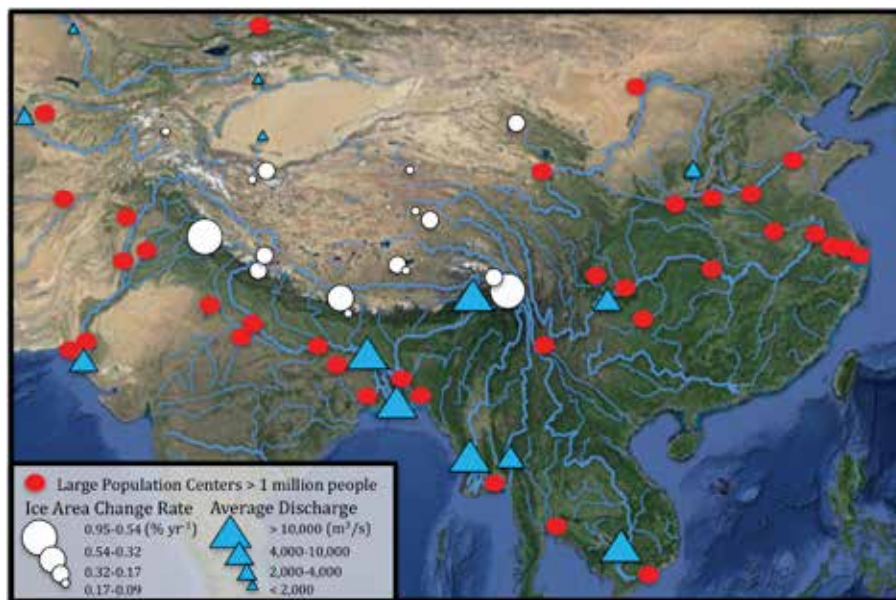 Large Population Centers > 1 million people
Ice Area Change Rate
0.95-0.54 (% yr⁻¹)
0.54-0.32
0.32-0.17
0.17-0.09
Average Discharge
> 10,000 (m³/s)
4,000-10,000
2,000-4,000
< 2,000